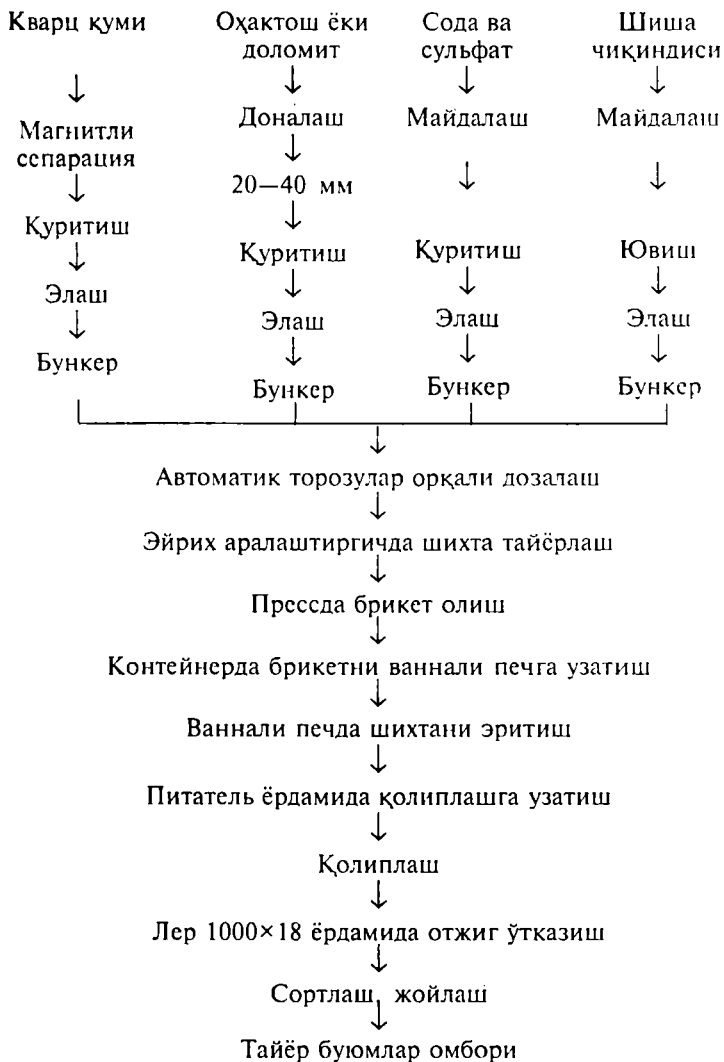 Кварц қуми
Оҳактош ёки
доломит
Сода ва
сульфат
Шиша
чиқиндиси
Магнитли
сепарация
Доналаш
Майдалаш
Майдалаш
20—40 мм
Қуритиш
Қуритиш
Қуритиш
Ювиш
Элаш
Элаш
Элаш
Элаш
Бункер
Бункер
Бункер
Бункер
Автоматик торозулар орқали дозалаш
Эйрих аралаштиргичда шихта тайёрлаш
Прессда брикет олиш
Контейнерда брикетни ваннали печга узатиш
Ваннали печда шихтани эритиш
Питатель ёрдамида қолиплашга узатиш
Қолиплаш
Лер 1000×18 ёрдамида отжиг ўтказиш
Сортлаш, жойлаш
Тайёр буюмлар омбори